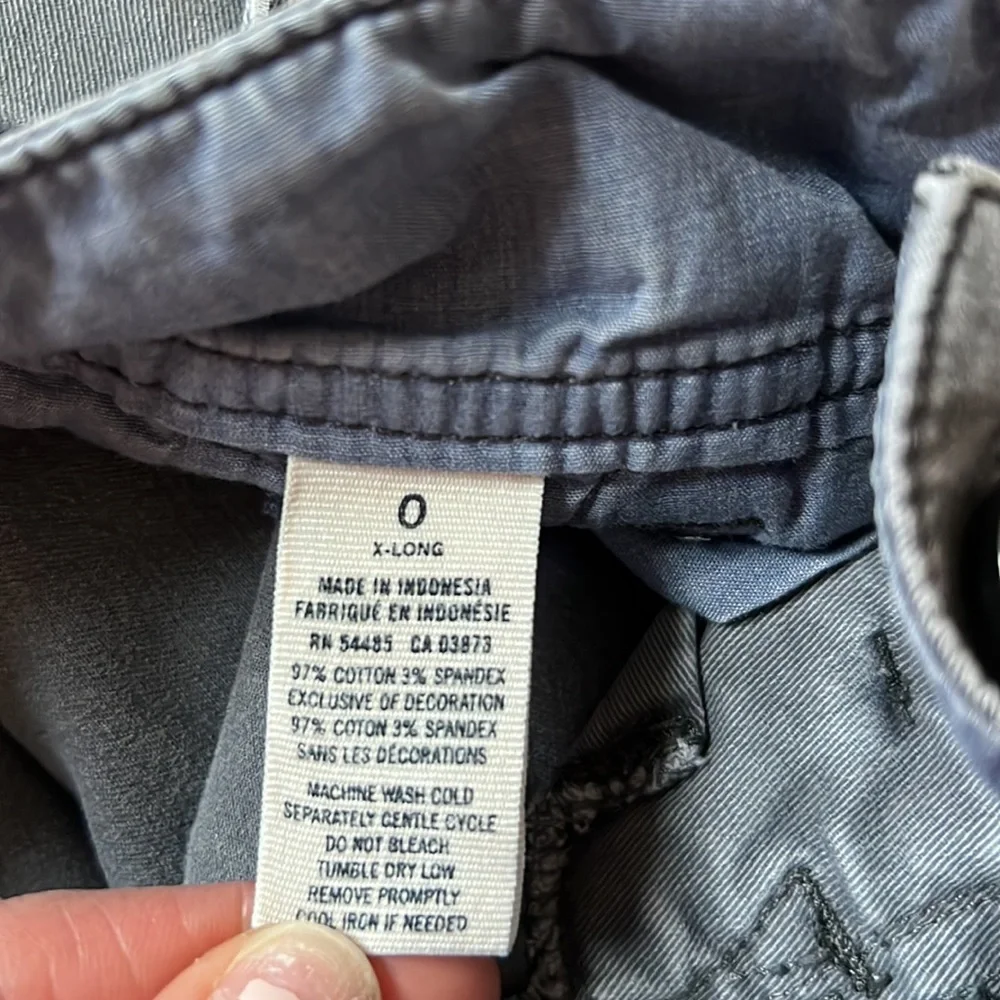 0
X-LONG
MADE IN INDONESIA
FABRIQUÉ EN INDONÉSIE
RN 54485 CA 03873
97% COTTON 3% SPANDEX
EXCLUSIVE OF DECORATION
97% COTON 3% SPANDEX
SANS LES DÉCORATIONS
MACHINE WASH COLD
SEPARATELY GENTLE CYCLE
DO NOT BLEACH
TUMBLE DRY LOW
REMOVE PROMPTLY
COOL IRON IF NEEDED